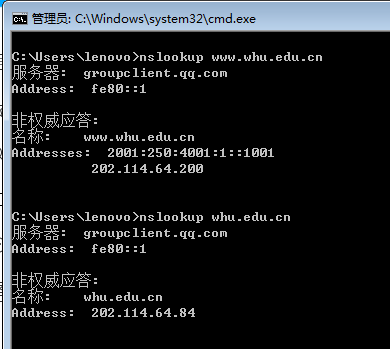 管理员: C:\Windows\system32\cmd.exe
C:\Users\lenovo>nslookup www.whu.edu.cn
服务器:  groupclient.qq.com
Address:  fe80::1
非权威应答:
名称:    www.whu.edu.cn
Addresses:  2001:250:4001:1::1001
202.114.64.200
C:\Users\lenovo>nslookup whu.edu.cn
服务器:  groupclient.qq.com
Address:  fe80::1
非权威应答:
名称:    whu.edu.cn
Address:  202.114.64.84